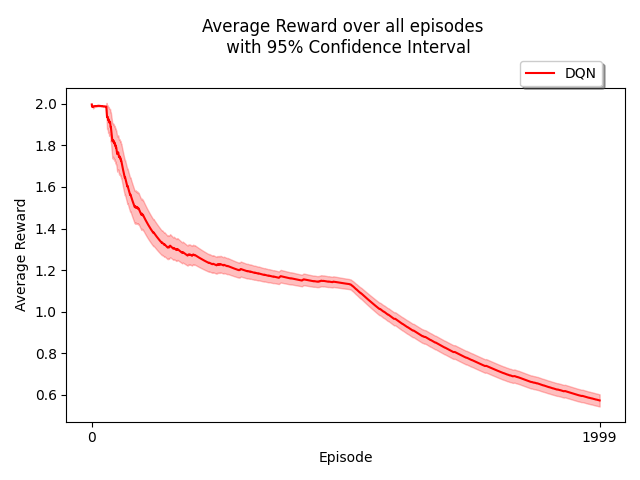 Average Reward over all episodes
with 95% Confidence Interval
DQN
2.0
1.8
1.6
1.4
1.2
1.0
0.8
0.6
Average Reward
0
1999
Episode